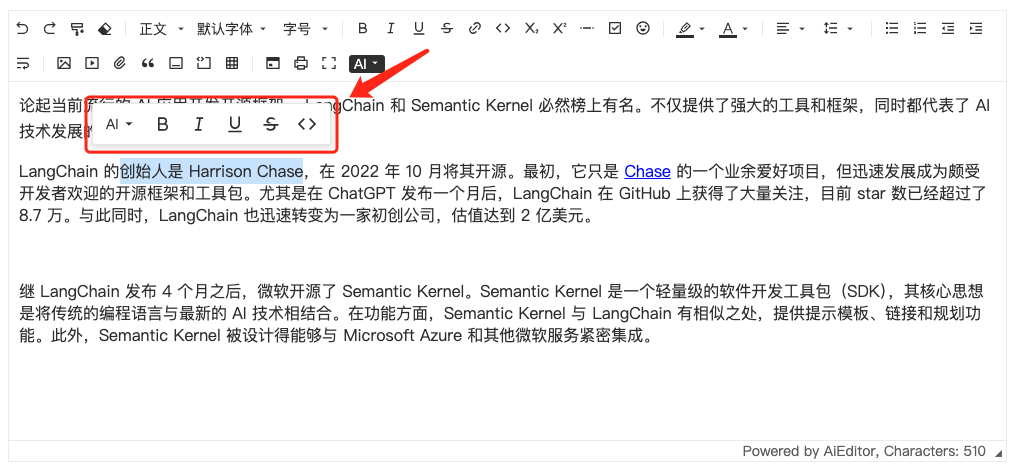 正文 默认字体 字号 B I U S <> X₂ X² A
AI
论起当前流行的 AI 应用开发开源框架， LangChain 和 Semantic Kernel 必然榜上有名。不仅提供了强大的工具和框架，同时都代表了 AI
技术发展的
AI B I U S <>
LangChain 的创始人是 Harrison Chase，在 2022 年 10 月将其开源。最初，它只是 Chase 的一个业余爱好项目，但迅速发展成为颇受
开发者欢迎的开源框架和工具包。尤其是在 ChatGPT 发布一个月后，LangChain 在 GitHub 上获得了大量关注，目前 star 数已经超过了
8.7 万。与此同时，LangChain 也迅速转变为一家初创公司，估值达到 2 亿美元。
继 LangChain 发布 4 个月之后，微软开源了 Semantic Kernel。Semantic Kernel 是一个轻量级的软件开发工具包（SDK），其核心思想
是将传统的编程语言与最新的 AI 技术相结合。在功能方面，Semantic Kernel 与 LangChain 有相似之处，提供提示模板、链接和规划功
能。此外，Semantic Kernel 被设计得能够与 Microsoft Azure 和其他微软服务紧密集成。
Powered by AiEditor, Characters: 510